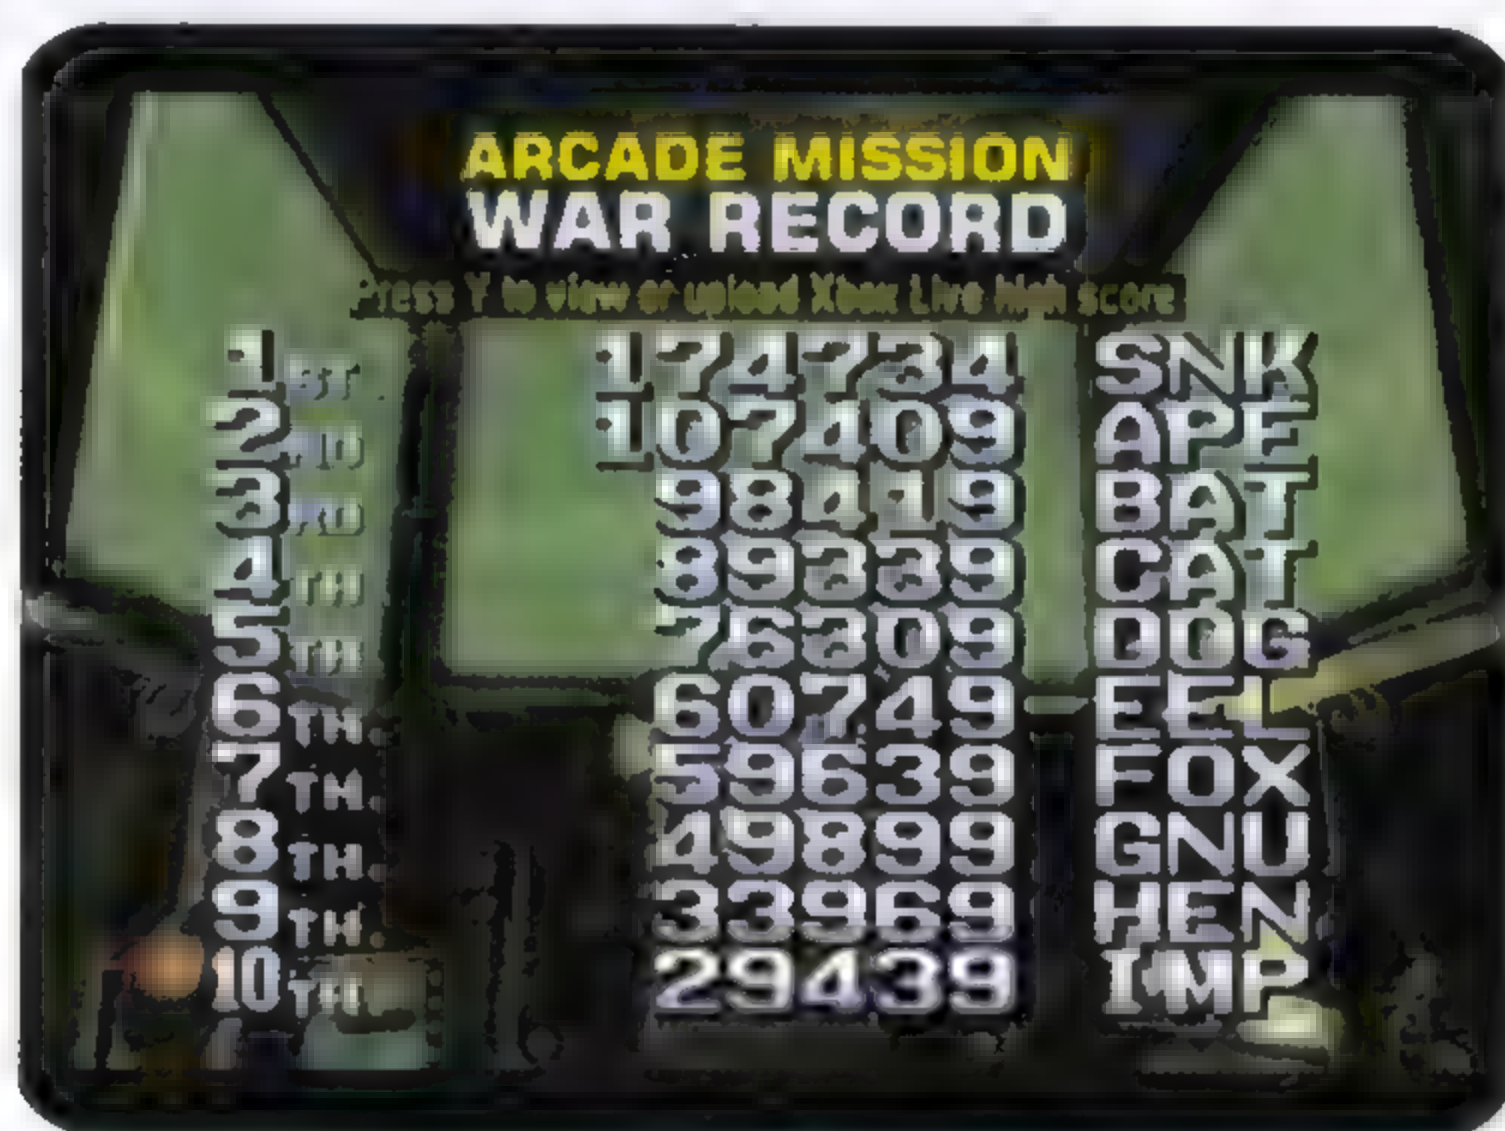 ARCADE MISSION
WAR RECORD
Press Y to view or upload Xbox Live high score
1ST. 174734 SNK
2ND 107409 APE
3RD 98419 BAT
4TH 89339 CAT
5TH 76309 DOG
6TH. 60749 EEL
7TH. 59639 FOX
8TH. 49899 GNU
9TH. 33969 HEN
10TH 29439 IMP